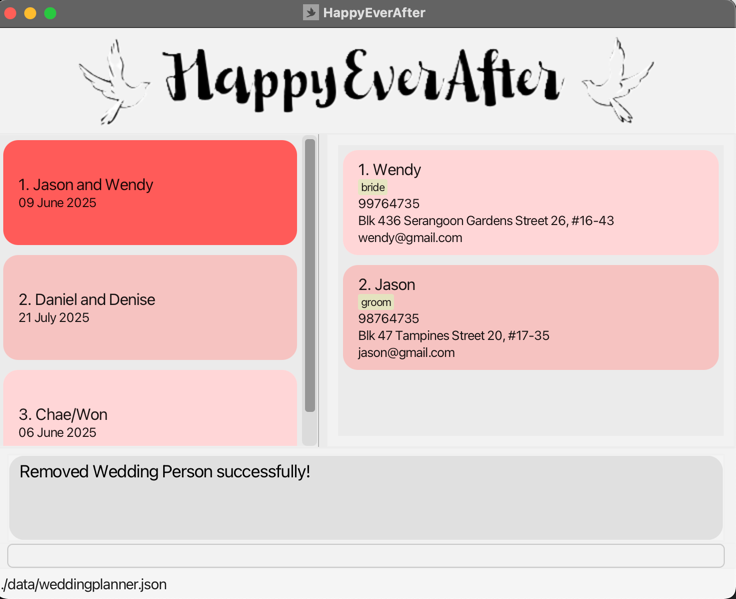 HappyEverAfter
HappyEverAfter
1. Jason and Wendy
09 June 2025
2. Daniel and Denise
21 July 2025
3. Chae/Won
06 June 2025
1. Wendy
bride
99764735
Blk 436 Serangoon Gardens Street 26, #16-43
wendy@gmail.com
2. Jason
groom
98764735
Blk 47 Tampines Street 20, #17-35
jason@gmail.com
Removed Wedding Person successfully!
./data/weddingplanner.json